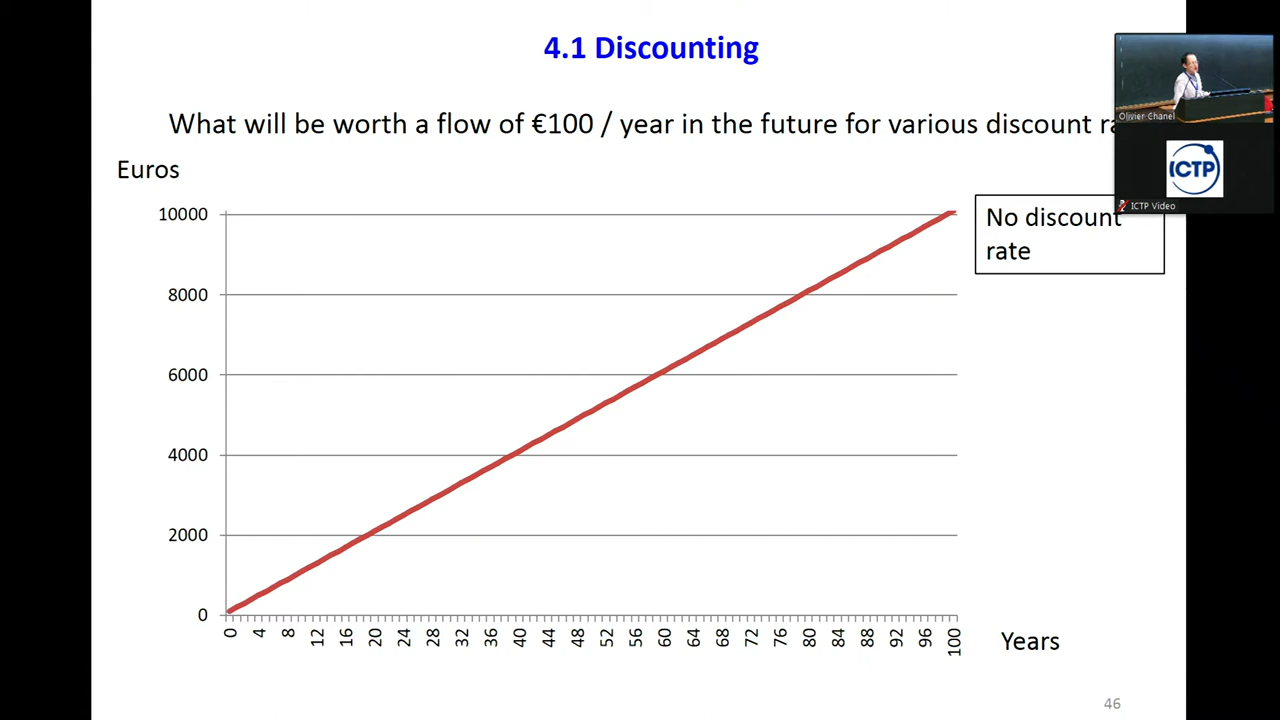 4.1 Discounting
What will be worth a flow of €100 / year in the future for various discount
Euros
10000
8000
6000
4000
2000
0
0 4 8 12 16 20 24 28 32 36 40 44 48 52 56 60 64 68 72 76 80 84 88 92 96 100
Years
No discount
rate
Olivier Chanel
ICTP
ICTP Video
46